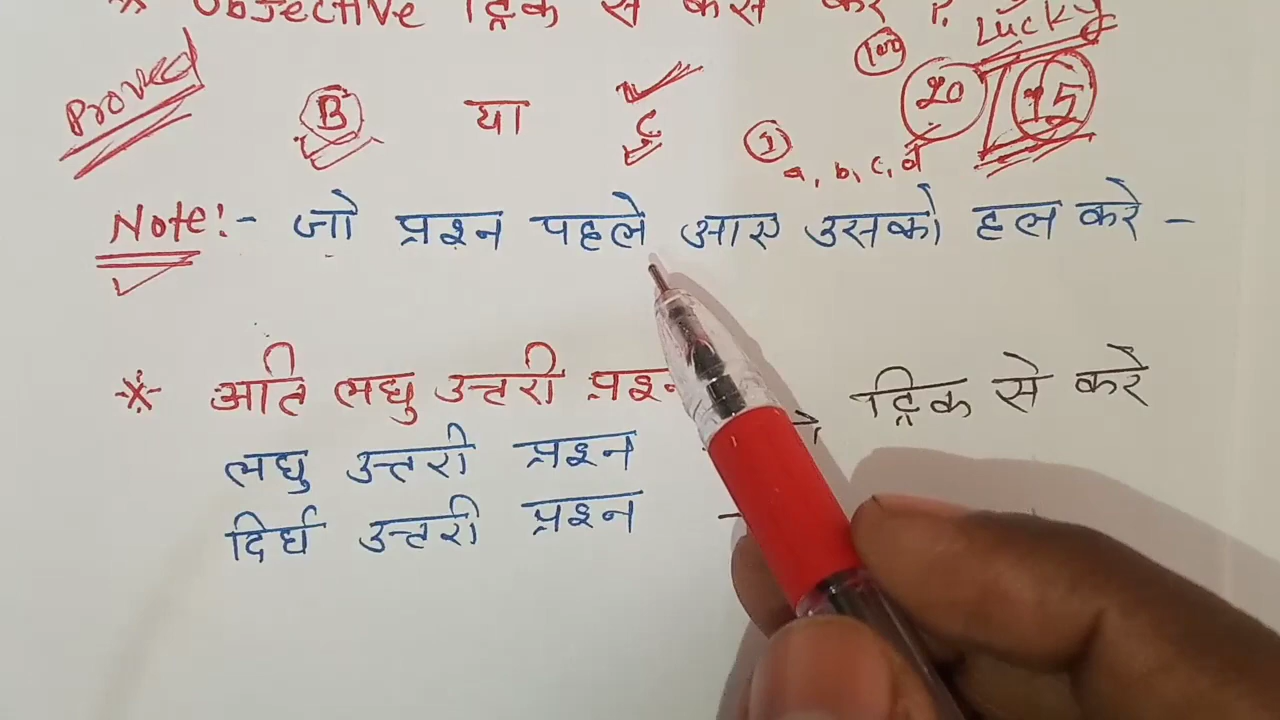 * Objective ट्रिक से कैसे करे ?
Lucky
Proved B या C 100 20 15
1 a, b, c, d
Note:- जो प्रश्न पहले आए उसको हल करे -
* अति लघु उत्तरी प्रश्न ट्रिक से करे
लघु उत्तरी प्रश्न
दिर्घ उत्तरी प्रश्न